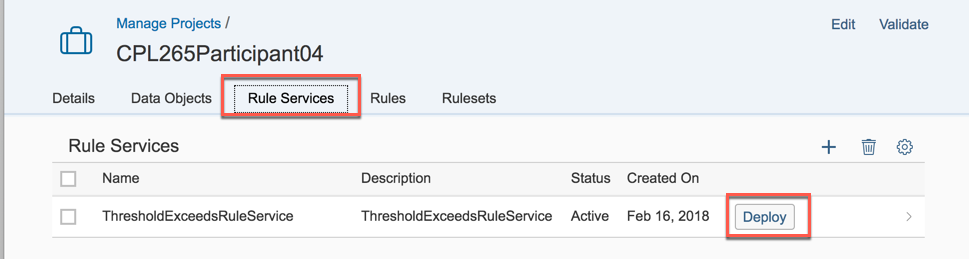 Manage Projects /
Edit Validate
CPL265Participant04
Details Data Objects Rule Services Rules Rulesets
Rule Services
Name Description Status Created On
ThresholdExceedsRuleService ThresholdExceedsRuleService Active Feb 16, 2018 Deploy